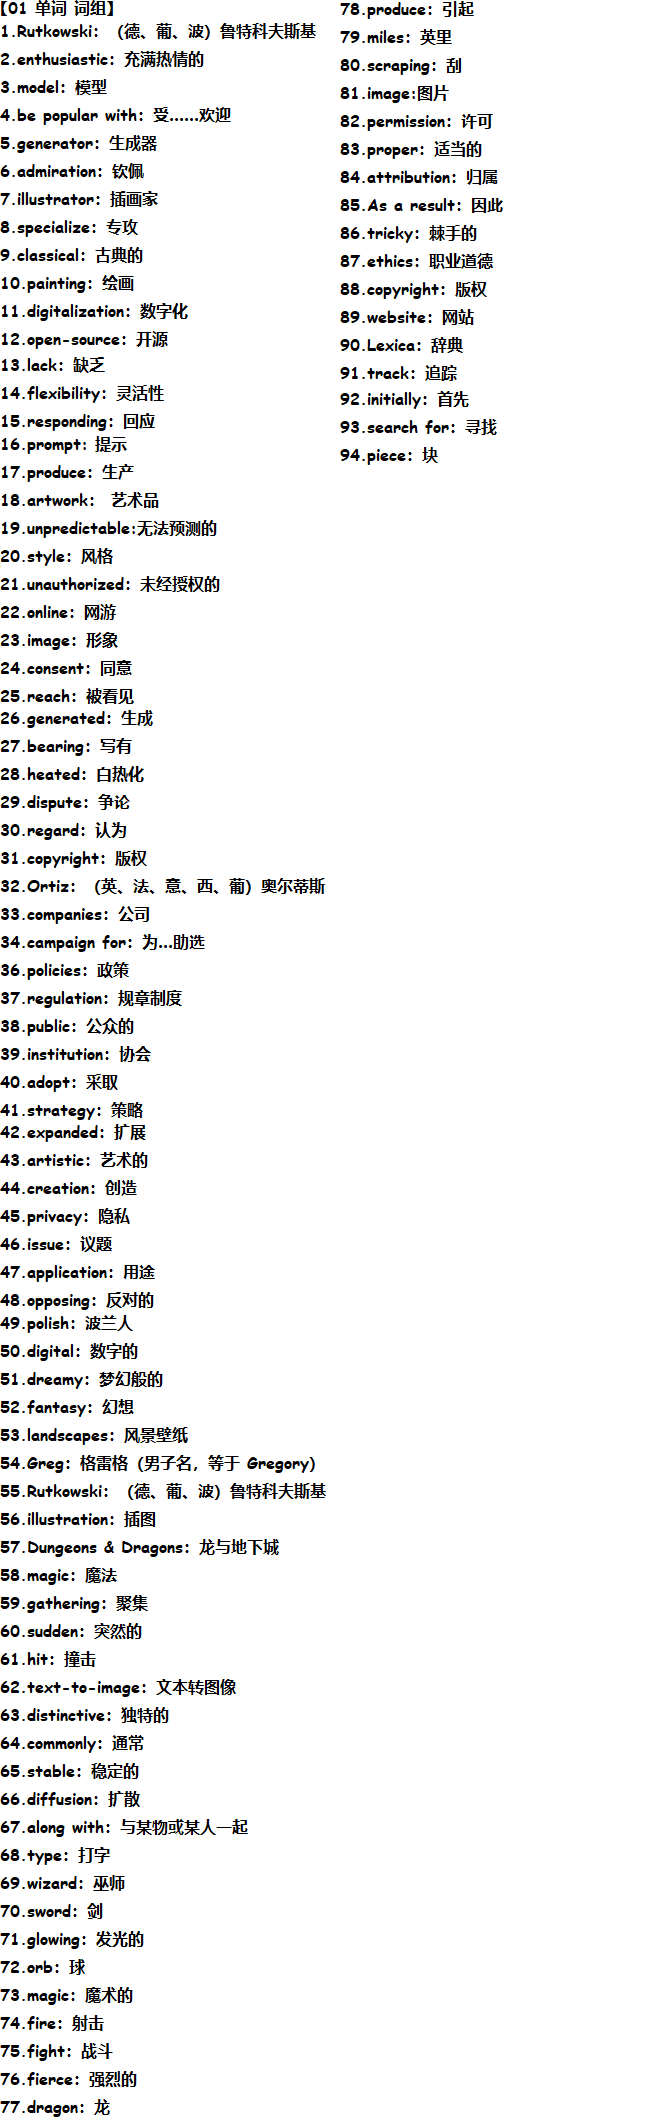 【01 单词 词组】
1.Rutkowski：（德、葡、波）鲁特科夫斯基
2.enthusiastic：充满热情的
3.model：模型
4.be popular with：受......欢迎
5.generator：生成器
6.admiration：钦佩
7.illustrator：插画家
8.specialize：专攻
9.classical：古典的
10.painting：绘画
11.digitalization：数字化
12.open-source：开源
13.lack：缺乏
14.flexibility：灵活性
15.responding：回应
16.prompt：提示
17.produce：生产
18.artwork： 艺术品
19.unpredictable:无法预测的
20.style：风格
21.unauthorized：未经授权的
22.online：网游
23.image：形象
24.consent：同意
25.reach：被看见
26.generated：生成
27.bearing：写有
28.heated：白热化
29.dispute：争论
30.regard：认为
31.copyright：版权
32.Ortiz：（英、法、意、西、葡）奥尔蒂斯
33.companies：公司
34.campaign for：为...助选
36.policies：政策
37.regulation：规章制度
38.public：公众的
39.institution：协会
40.adopt：采取
41.strategy：策略
42.expanded：扩展
43.artistic：艺术的
44.creation：创造
45.privacy：隐私
46.issue：议题
47.application：用途
48.opposing：反对的
49.polish：波兰人
50.digital：数字的
51.dreamy：梦幻般的
52.fantasy：幻想
53.landscapes：风景壁纸
54.Greg：格雷格（男子名，等于 Gregory）
55.Rutkowski：（德、葡、波）鲁特科夫斯基
56.illustration：插图
57.Dungeons & Dragons：龙与地下城
58.magic：魔法
59.gathering：聚集
60.sudden：突然的
61.hit：撞击
62.text-to-image：文本转图像
63.distinctive：独特的
64.commonly：通常
65.stable：稳定的
66.diffusion：扩散
67.along with：与某物或某人一起
68.type：打字
69.wizard：巫师
70.sword：剑
71.glowing：发光的
72.orb：球
73.magic：魔术的
74.fire：射击
75.fight：战斗
76.fierce：强烈的
77.dragon：龙
78.produce：引起
79.miles：英里
80.scraping：刮
81.image:图片
82.permission：许可
83.proper：适当的
84.attribution：归属
85.As a result：因此
86.tricky：棘手的
87.ethics：职业道德
88.copyright：版权
89.website：网站
90.Lexica：辞典
91.track：追踪
92.initially：首先
93.search for：寻找
94.piece：块